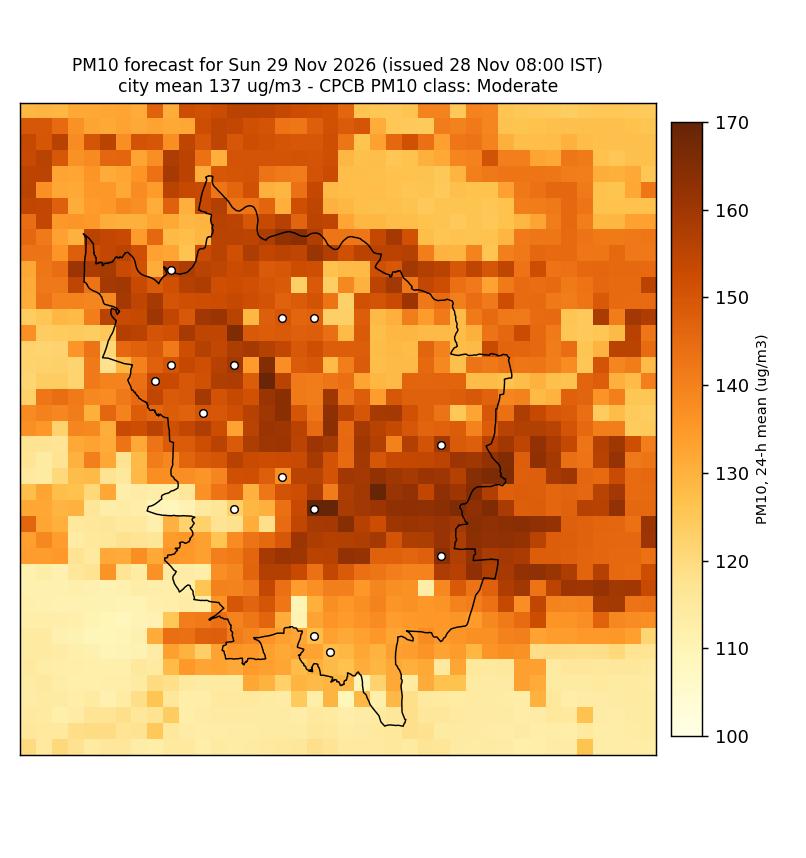 PM10 forecast for Sun 29 Nov 2026 (issued 28 Nov 08:00 IST)
city mean 137 ug/m3 - CPCB PM10 class: Moderate
170
160
150
140
130
120
110
100
PM10, 24-h mean (ug/m3)